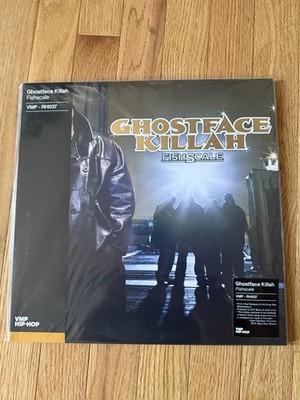 Ghostface Killah
Fishscale
VMP - RH037
GHOSTFACE
KILLAH
FISHSCALE
Ghostface Killah
Fishscale
VMP - RH037
VMP
HIP-HOP
VMP
HIP-HOP